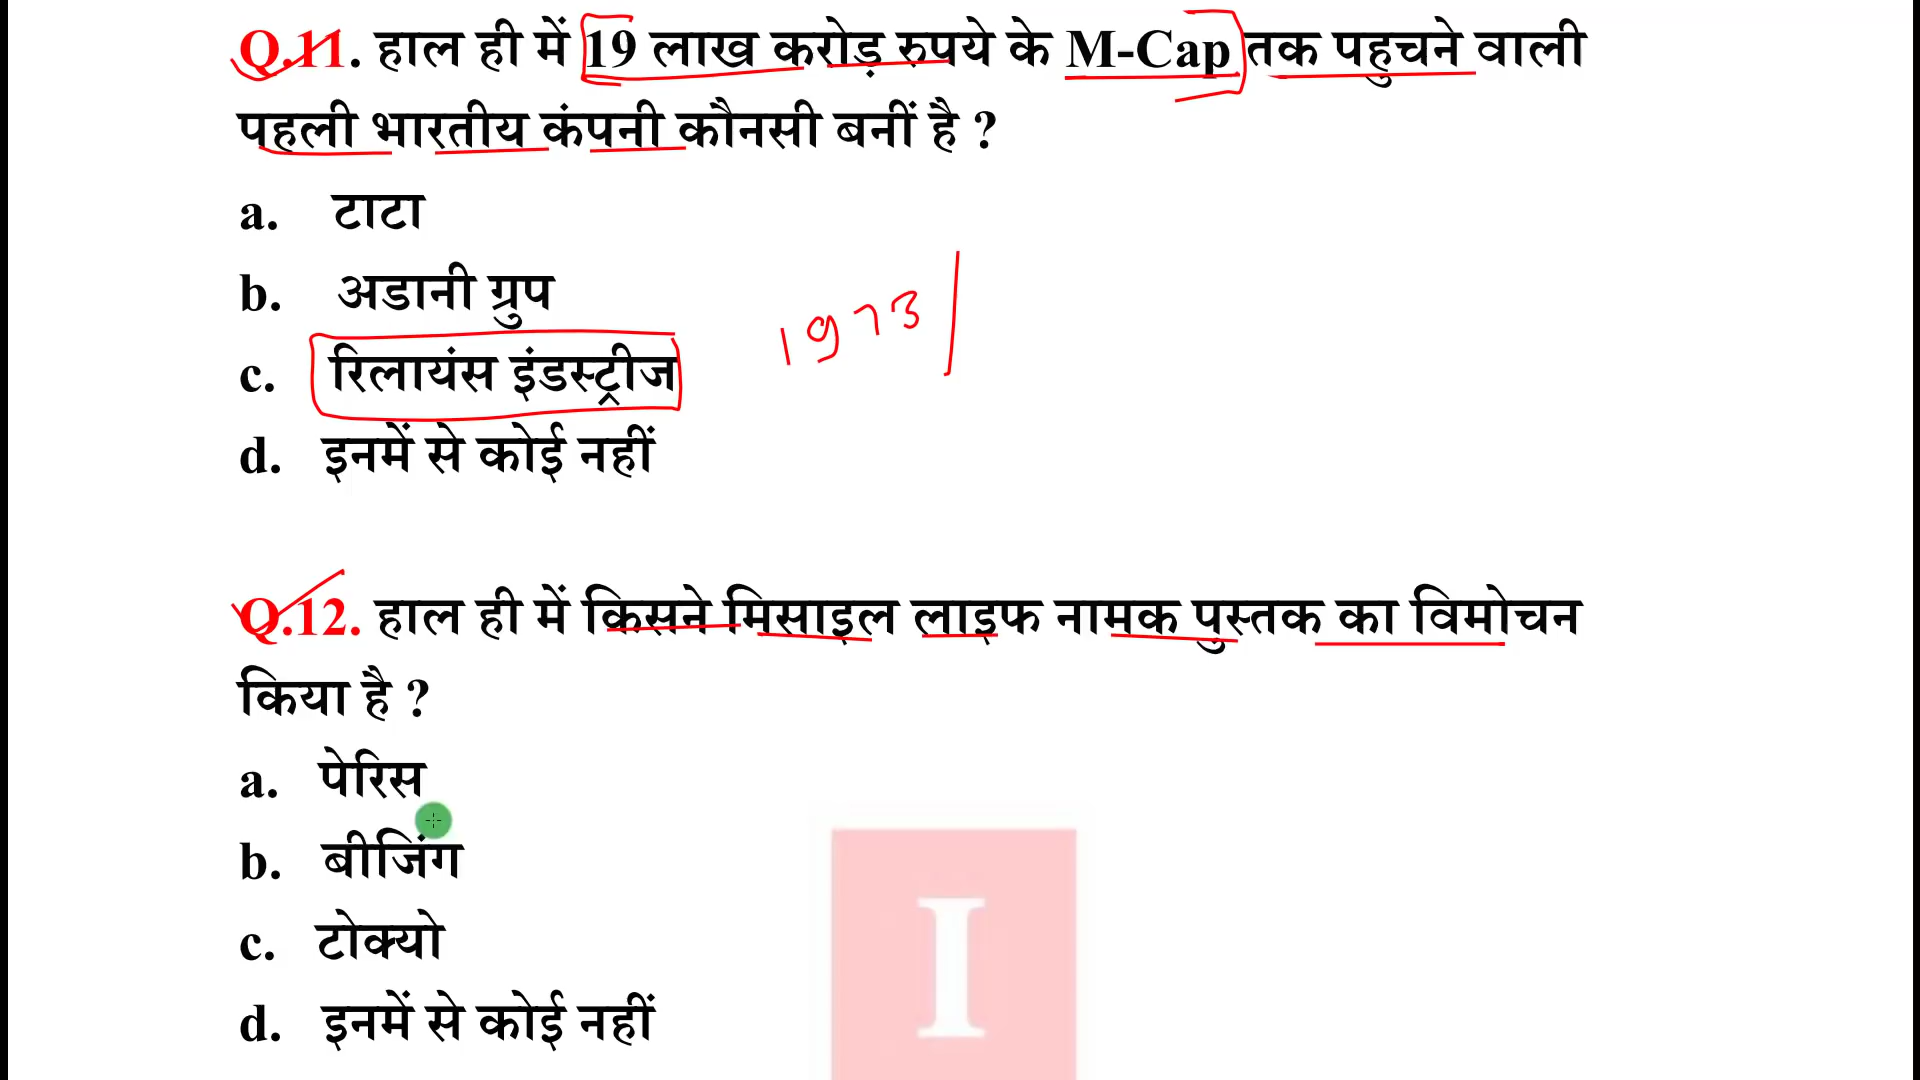 Q.11. हाल ही में 19 लाख करोड़ रुपये के M-Cap तक पहुचने वाली
पहली भारतीय कंपनी कौनसी बनीं है ?
a. टाटा
b. अडानी ग्रुप
c. रिलायंस इंडस्ट्रीज
1973
d. इनमें से कोई नहीं
Q.12. हाल ही में किसने मिसाइल लाइफ नामक पुस्तक का विमोचन
किया है ?
a. पेरिस
b. बीजिंग
c. टोक्यो
d. इनमें से कोई नहीं
I